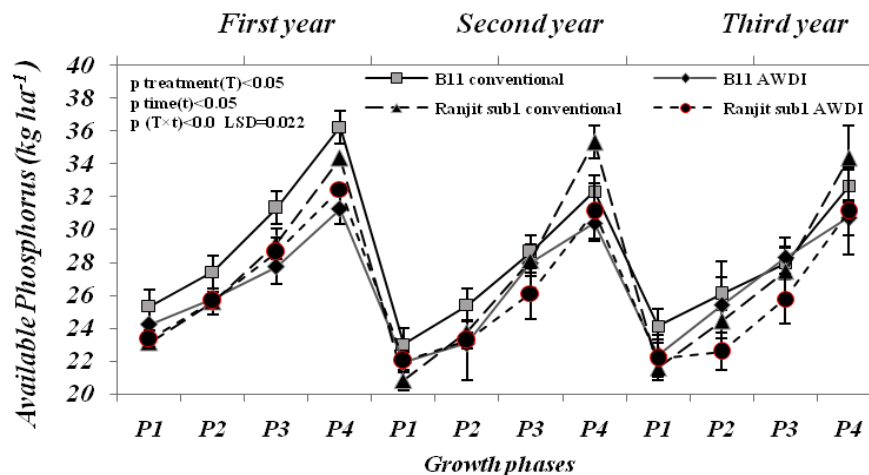 First year Second year Third year
Available Phosphorus (kg ha⁻¹)
40
38
36
34
32
30
28
26
24
22
20
p treatment(T)<0.05
p time(t)<0.05
p (T×t)<0.0 LSD=0.022
B11 conventional B11 AWDI
Ranjit sub1 conventional Ranjit sub1 AWDI
P1 P2 P3 P4 P1 P2 P3 P4 P1 P2 P3 P4
Growth phases